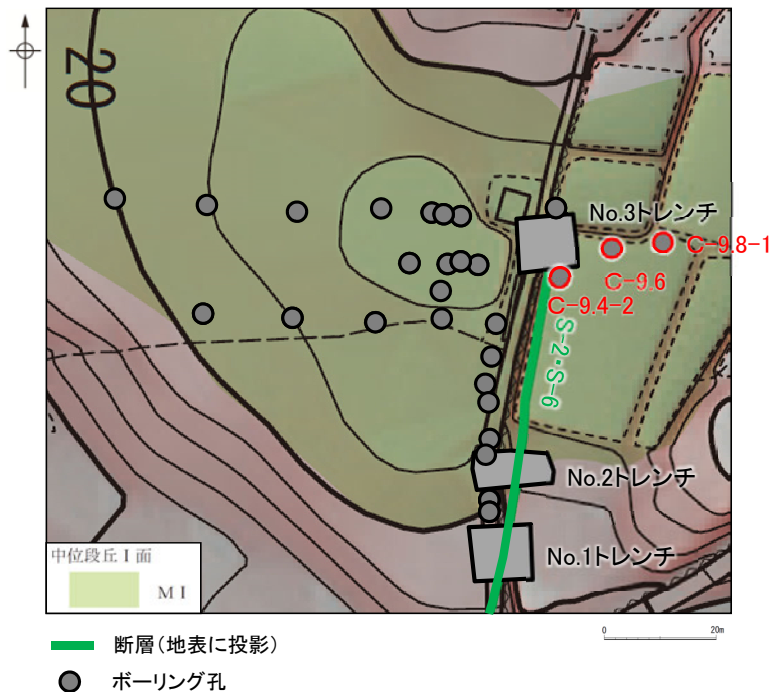 20
No.3トレンチ
C-9.8-1
C-9.6
C-9.4-2
S-2・S-6
No.2トレンチ
No.1トレンチ
中位段丘Ⅰ面
M I
0 20m
断層(地表に投影)
ボーリング孔